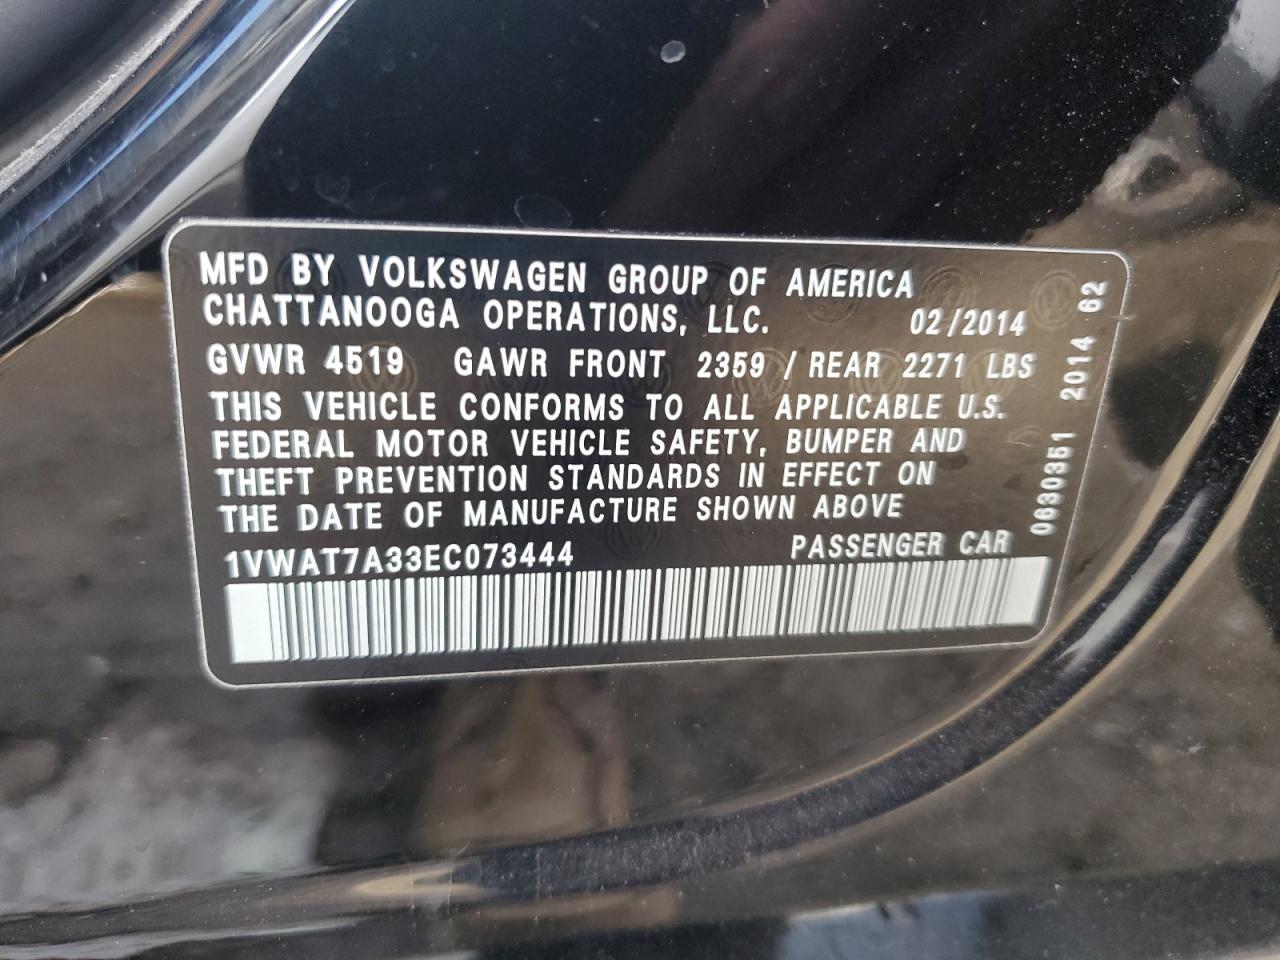 MFD BY VOLKSWAGEN GROUP OF AMERICA
CHATTANOOGA OPERATIONS, LLC. 02/2014
GVWR 4519 GAWR FRONT 2359 / REAR 2271 LBS
THIS VEHICLE CONFORMS TO ALL APPLICABLE U.S.
FEDERAL MOTOR VEHICLE SAFETY, BUMPER AND
THEFT PREVENTION STANDARDS IN EFFECT ON
THE DATE OF MANUFACTURE SHOWN ABOVE
1VWAT7A33EC073444 PASSENGER CAR
0630351 2014 62